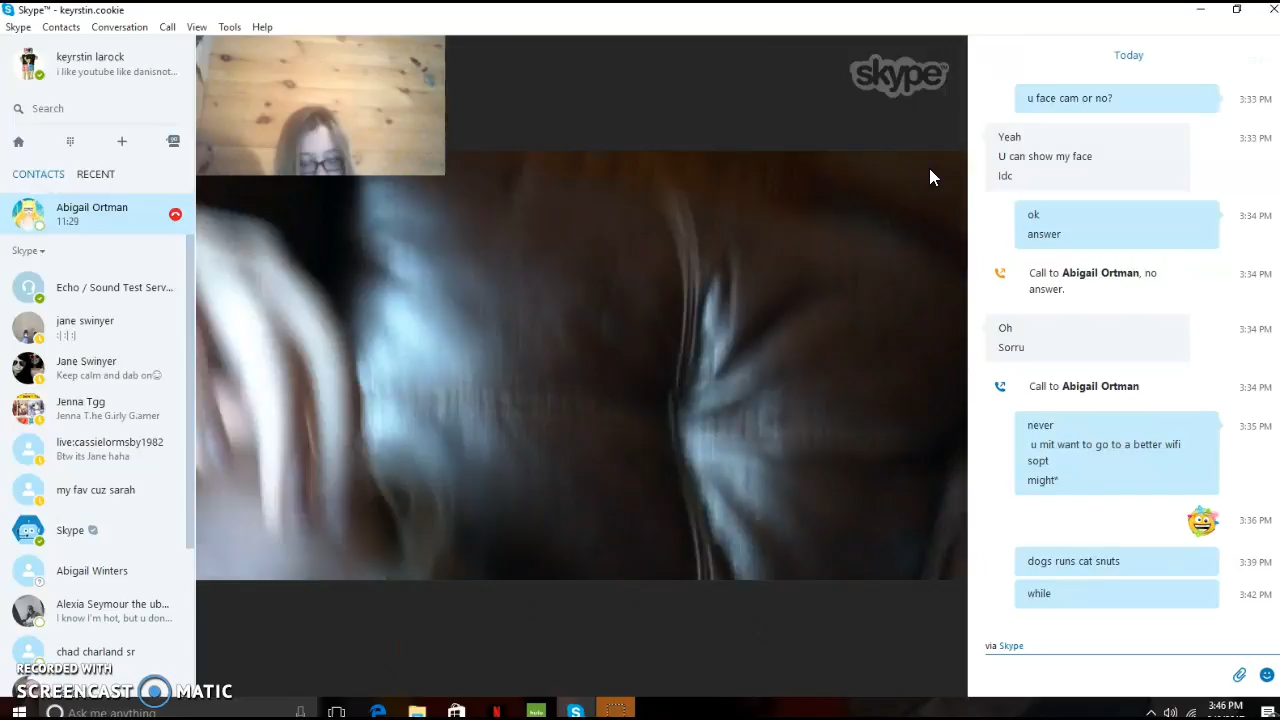 Skype™ - keyrstin.cookie
Skype Contacts Conversation Call View Tools Help
keyrstin larock
i like youtube like danisnot...
Search
CONTACTS RECENT
Abigail Ortman
11:29
Skype
Echo / Sound Test Serv...
jane swinyer
:[ :[ :[
Jane Swinyer
Keep calm and dab on
Jenna Tgg
Jenna T.he G.irly G.amer
live:cassielormsby1982
Btw its Jane haha
my fav cuz sarah
Skype
Abigail Winters
Alexia Seymour the ub...
I know I'm hot, but u don...
chad charland sr
RECORDED WITH
SCREENCAST MATIC
skype™
Today
u face cam or no?
3:33 PM
Yeah
3:33 PM
U can show my face
Idc
ok
3:34 PM
answer
Call to Abigail Ortman, no
3:34 PM
answer.
Oh
3:34 PM
Sorru
Call to Abigail Ortman
3:34 PM
never
3:35 PM
u mit want to go to a better wifi
sopt
might*
3:36 PM
dogs runs cat snuts
3:39 PM
while
3:42 PM
via Skype
Ask me anything
hulu
3:46 PM